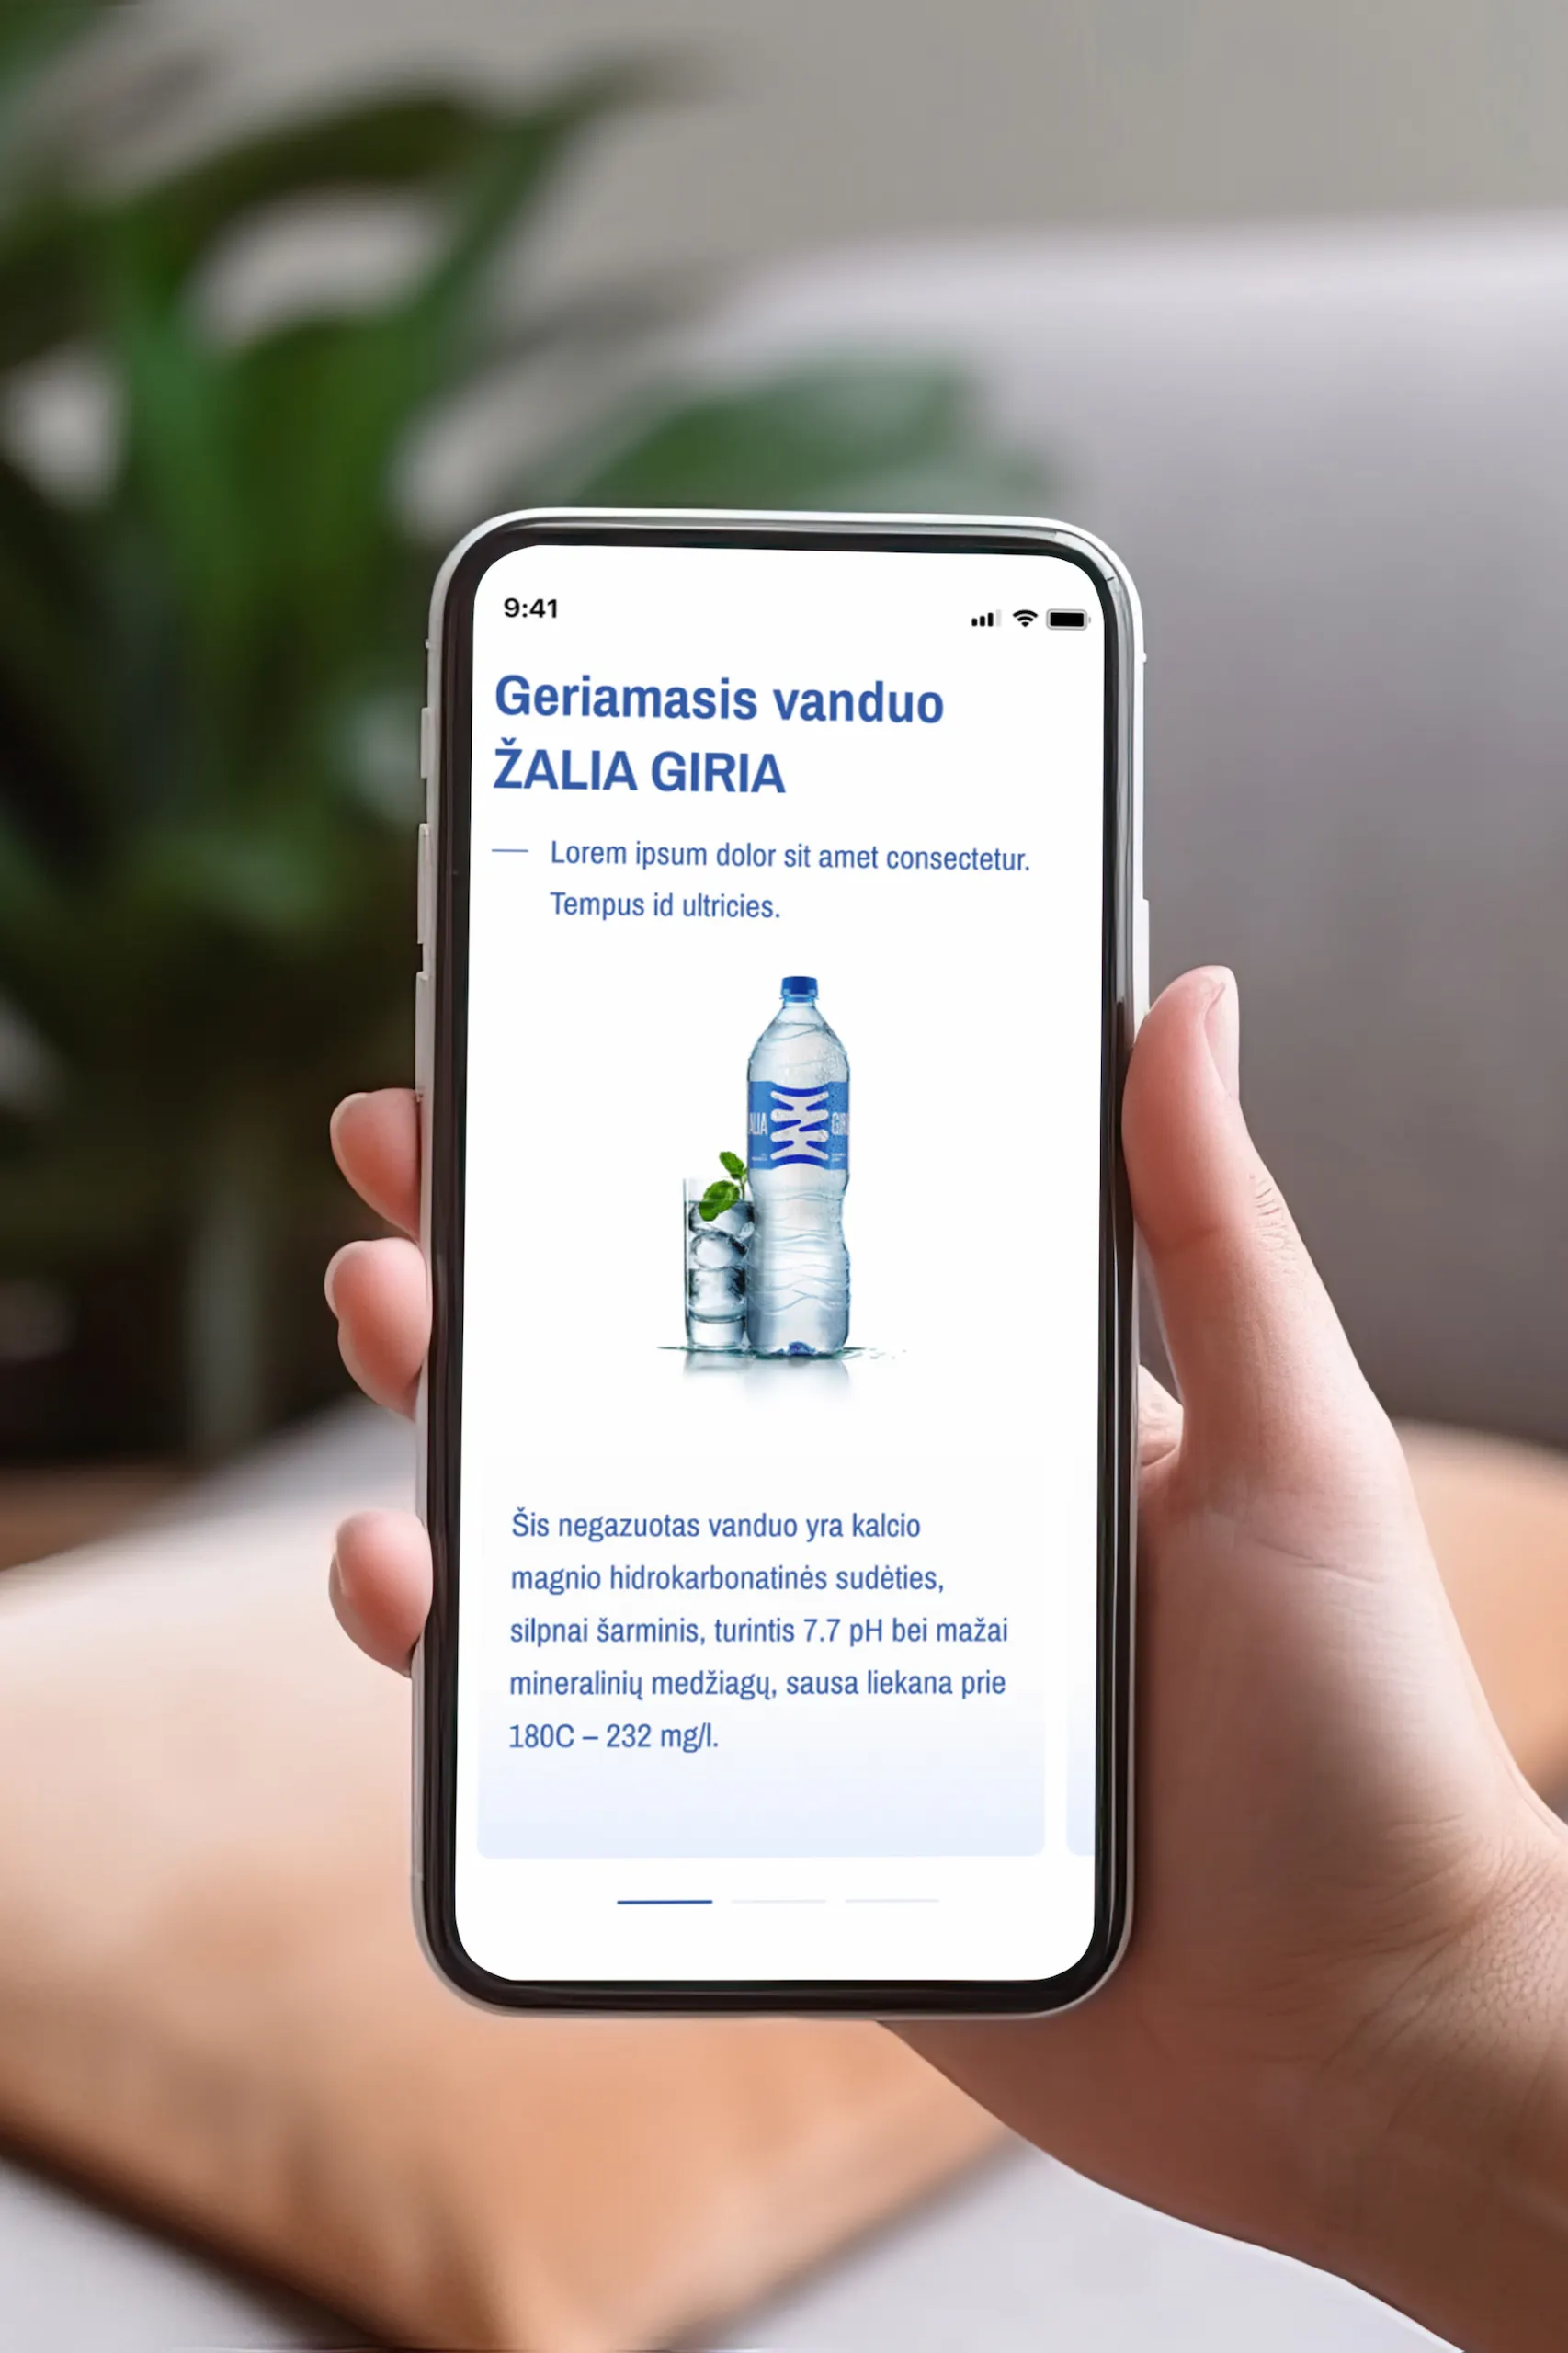 9:41
Geriamasis vanduo
ŽALIA GIRIA
Lorem ipsum dolor sit amet consectetur.
Tempus id ultricies.
Šis negazuotas vanduo yra kalcio
magnio hidrokarbonatinės sudėties,
silpnai šarminis, turintis 7.7 pH bei mažai
mineralinių medžiagų, sausa liekana prie
180C – 232 mg/l.